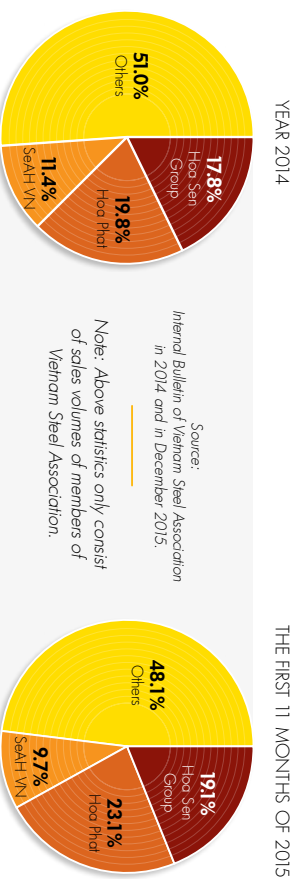 YEAR 2014
17.8%
Hoa Sen
Group
19.8%
Hoa Phat
11.4%
SeAH VN
51.0%
Others
Source:
Internal Bulletin of Vietnam Steel Association
in 2014 and in December 2015.
Note: Above statistics only consist
of sales volumes of members of
Vietnam Steel Association.
THE FIRST 11 MONTHS OF 2015
19.1%
Hoa Sen
Group
23.1%
Hoa Phat
9.7%
SeAH VN
48.1%
Others